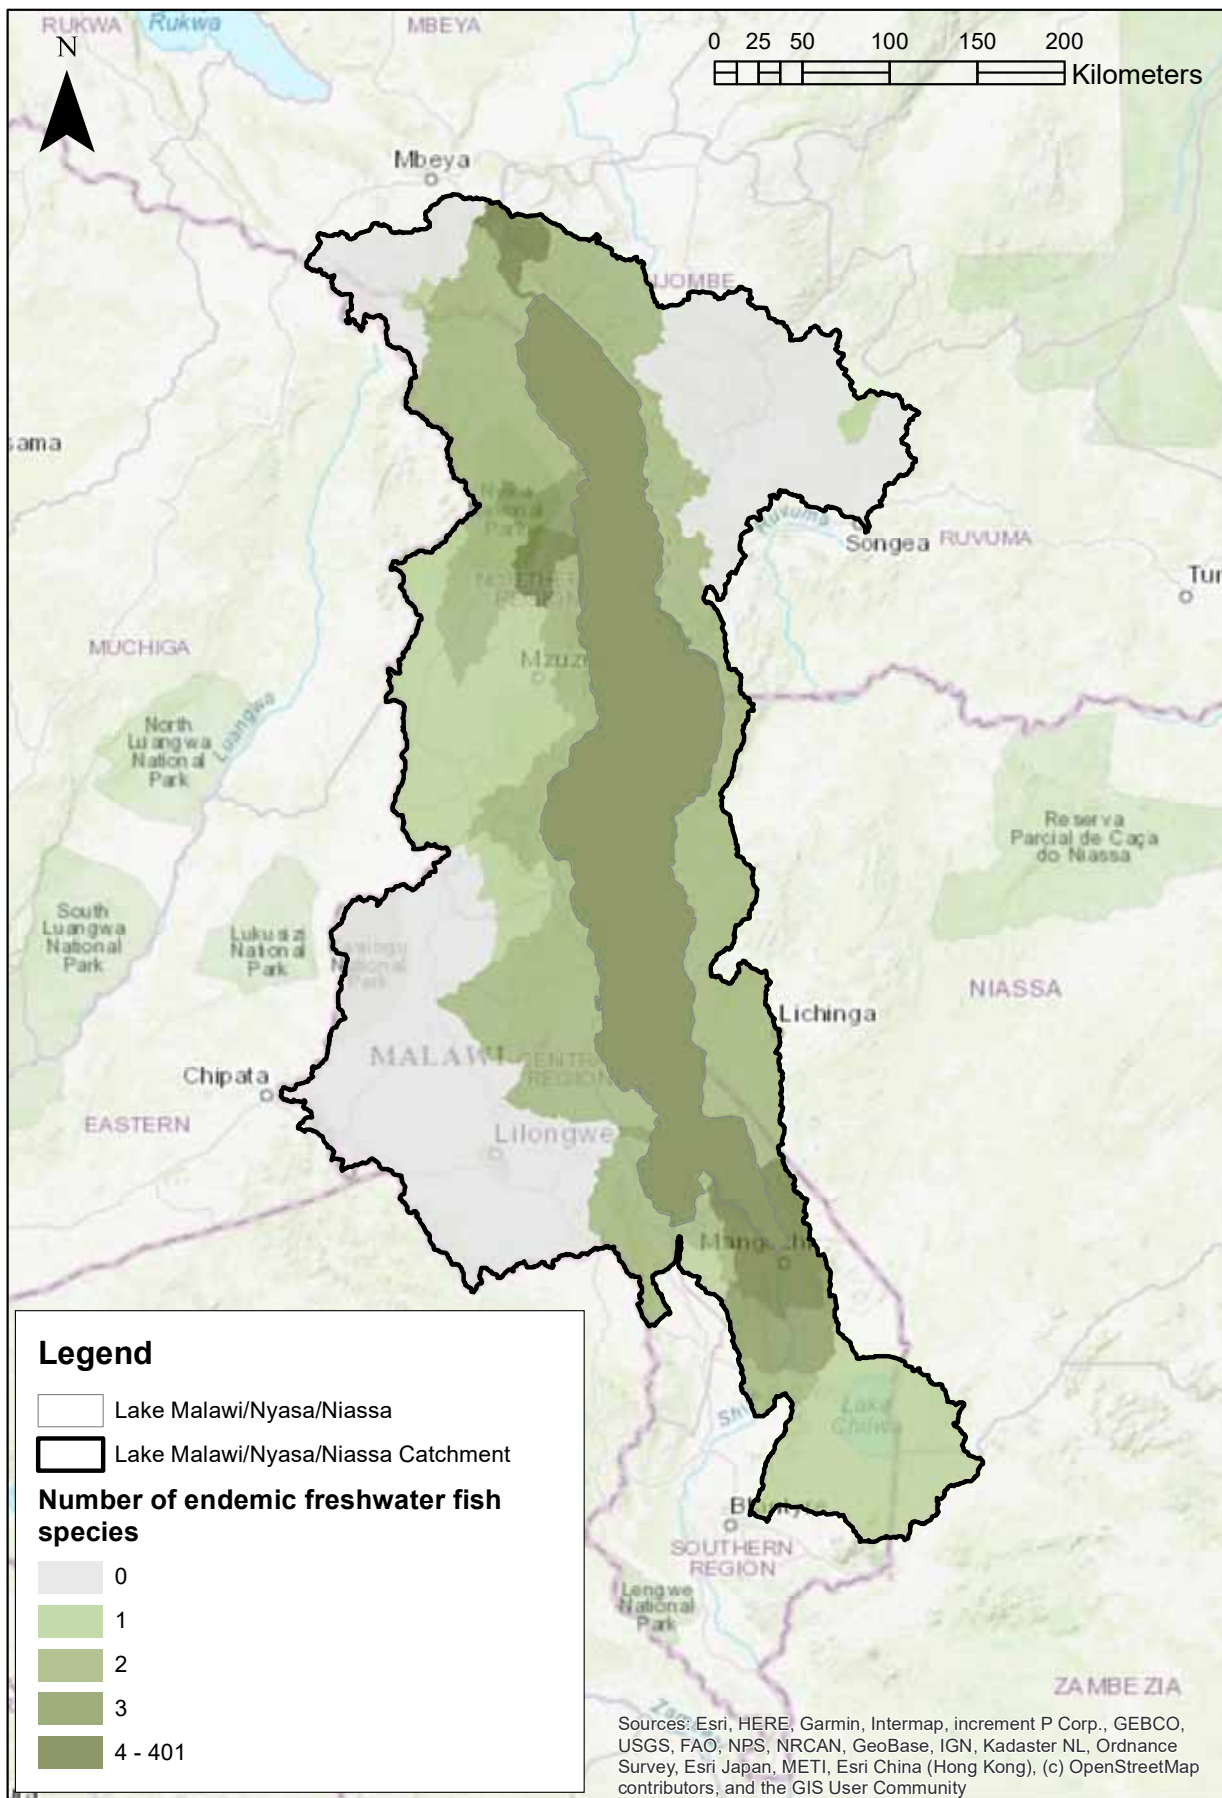 RUKWA
Rukwa
MBEYA
N
0 25 50 100 150 200
Kilometers
Mbeya
Songea
RUVUMA
MUCHIGA
Mzuzu
North
Luangwa
National
Park
Luangwa
Reserva
Parcial de Caça
do Niassa
South
Luangwa
National
Park
Lukusizi
National
Park
NIASSA
Lichinga
MALAWI
CENTRAL
REGION
Chipata
EASTERN
Lilongwe
Lake
Chilwa
SOUTHERN
REGION
Lengwe
National
Park
ZAMBEZIA
Legend
Lake Malawi/Nyasa/Niassa
Lake Malawi/Nyasa/Niassa Catchment
Number of endemic freshwater fish
species
0
1
2
3
4 - 401
Sources: Esri, HERE, Garmin, Intermap, increment P Corp., GEBCO,
USGS, FAO, NPS, NRCAN, GeoBase, IGN, Kadaster NL, Ordnance
Survey, Esri Japan, METI, Esri China (Hong Kong), (c) OpenStreetMap
contributors, and the GIS User Community